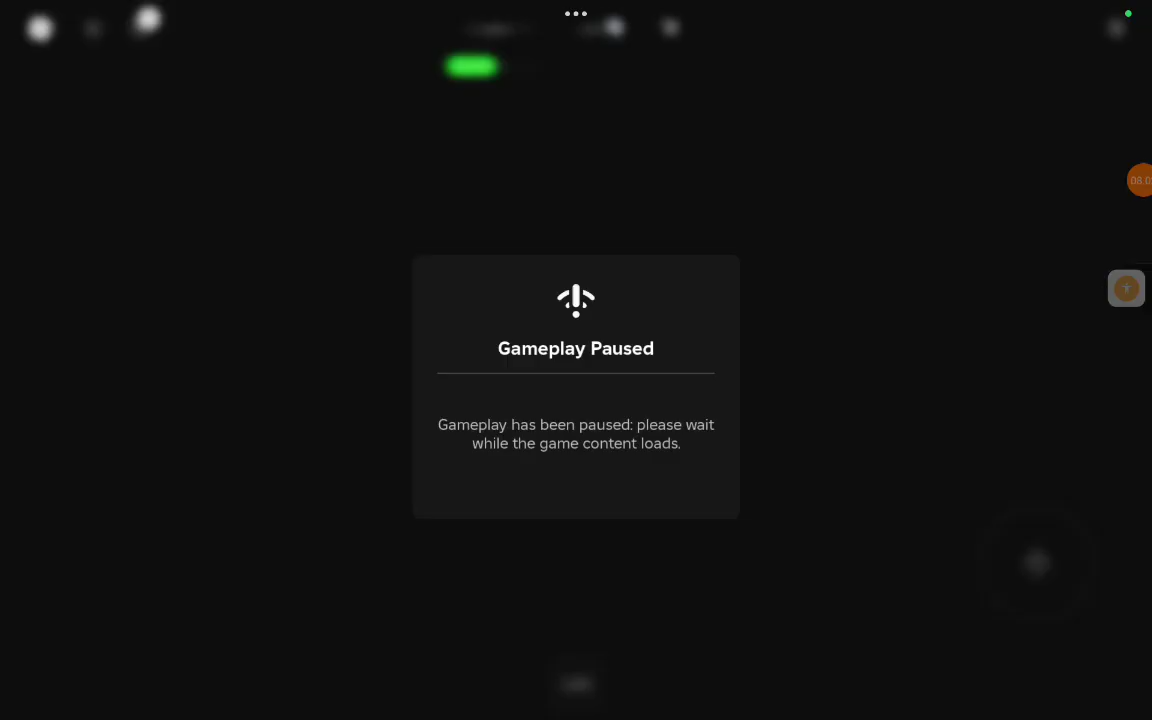 Gameplay Paused
Gameplay has been paused: please wait
while the game content loads.